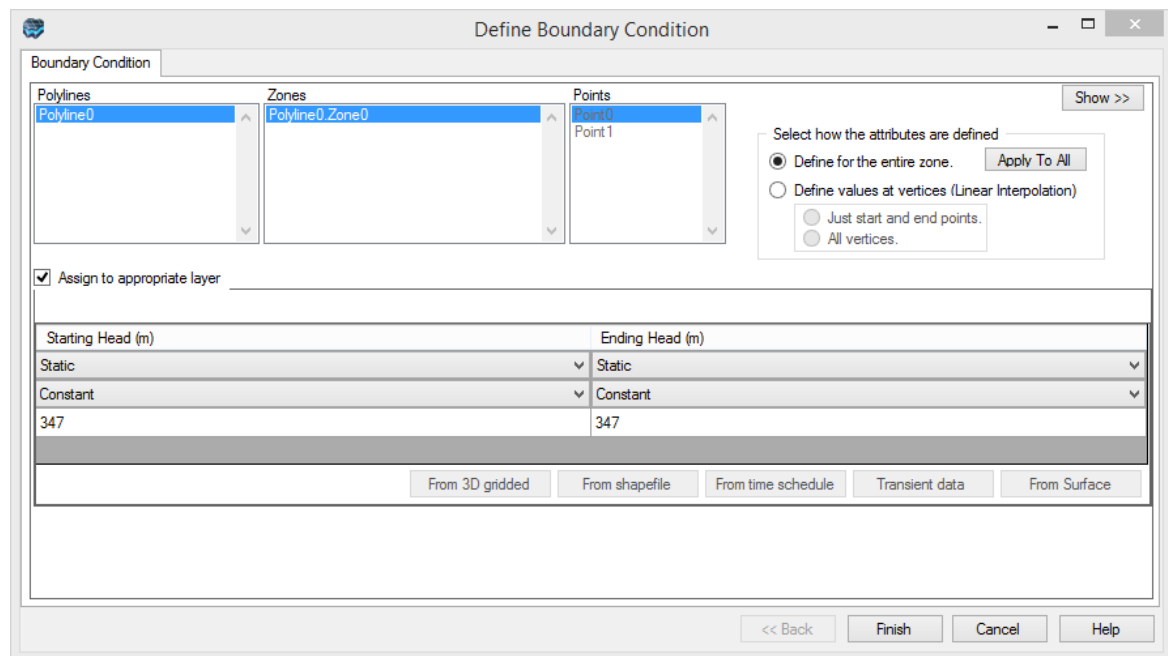 Define Boundary Condition
Boundary Condition
Polylines Zones Points Show >>
Polyline0 Polyline0.Zone0 Point0
Point1
Select how the attributes are defined
Define for the entire zone. Apply To All
Define values at vertices (Linear Interpolation)
Just start and end points.
All vertices.
Assign to appropriate layer
Starting Head (m) Ending Head (m)
Static Static
Constant Constant
347 347
From 3D gridded From shapefile From time schedule Transient data From Surface
<< Back Finish Cancel Help